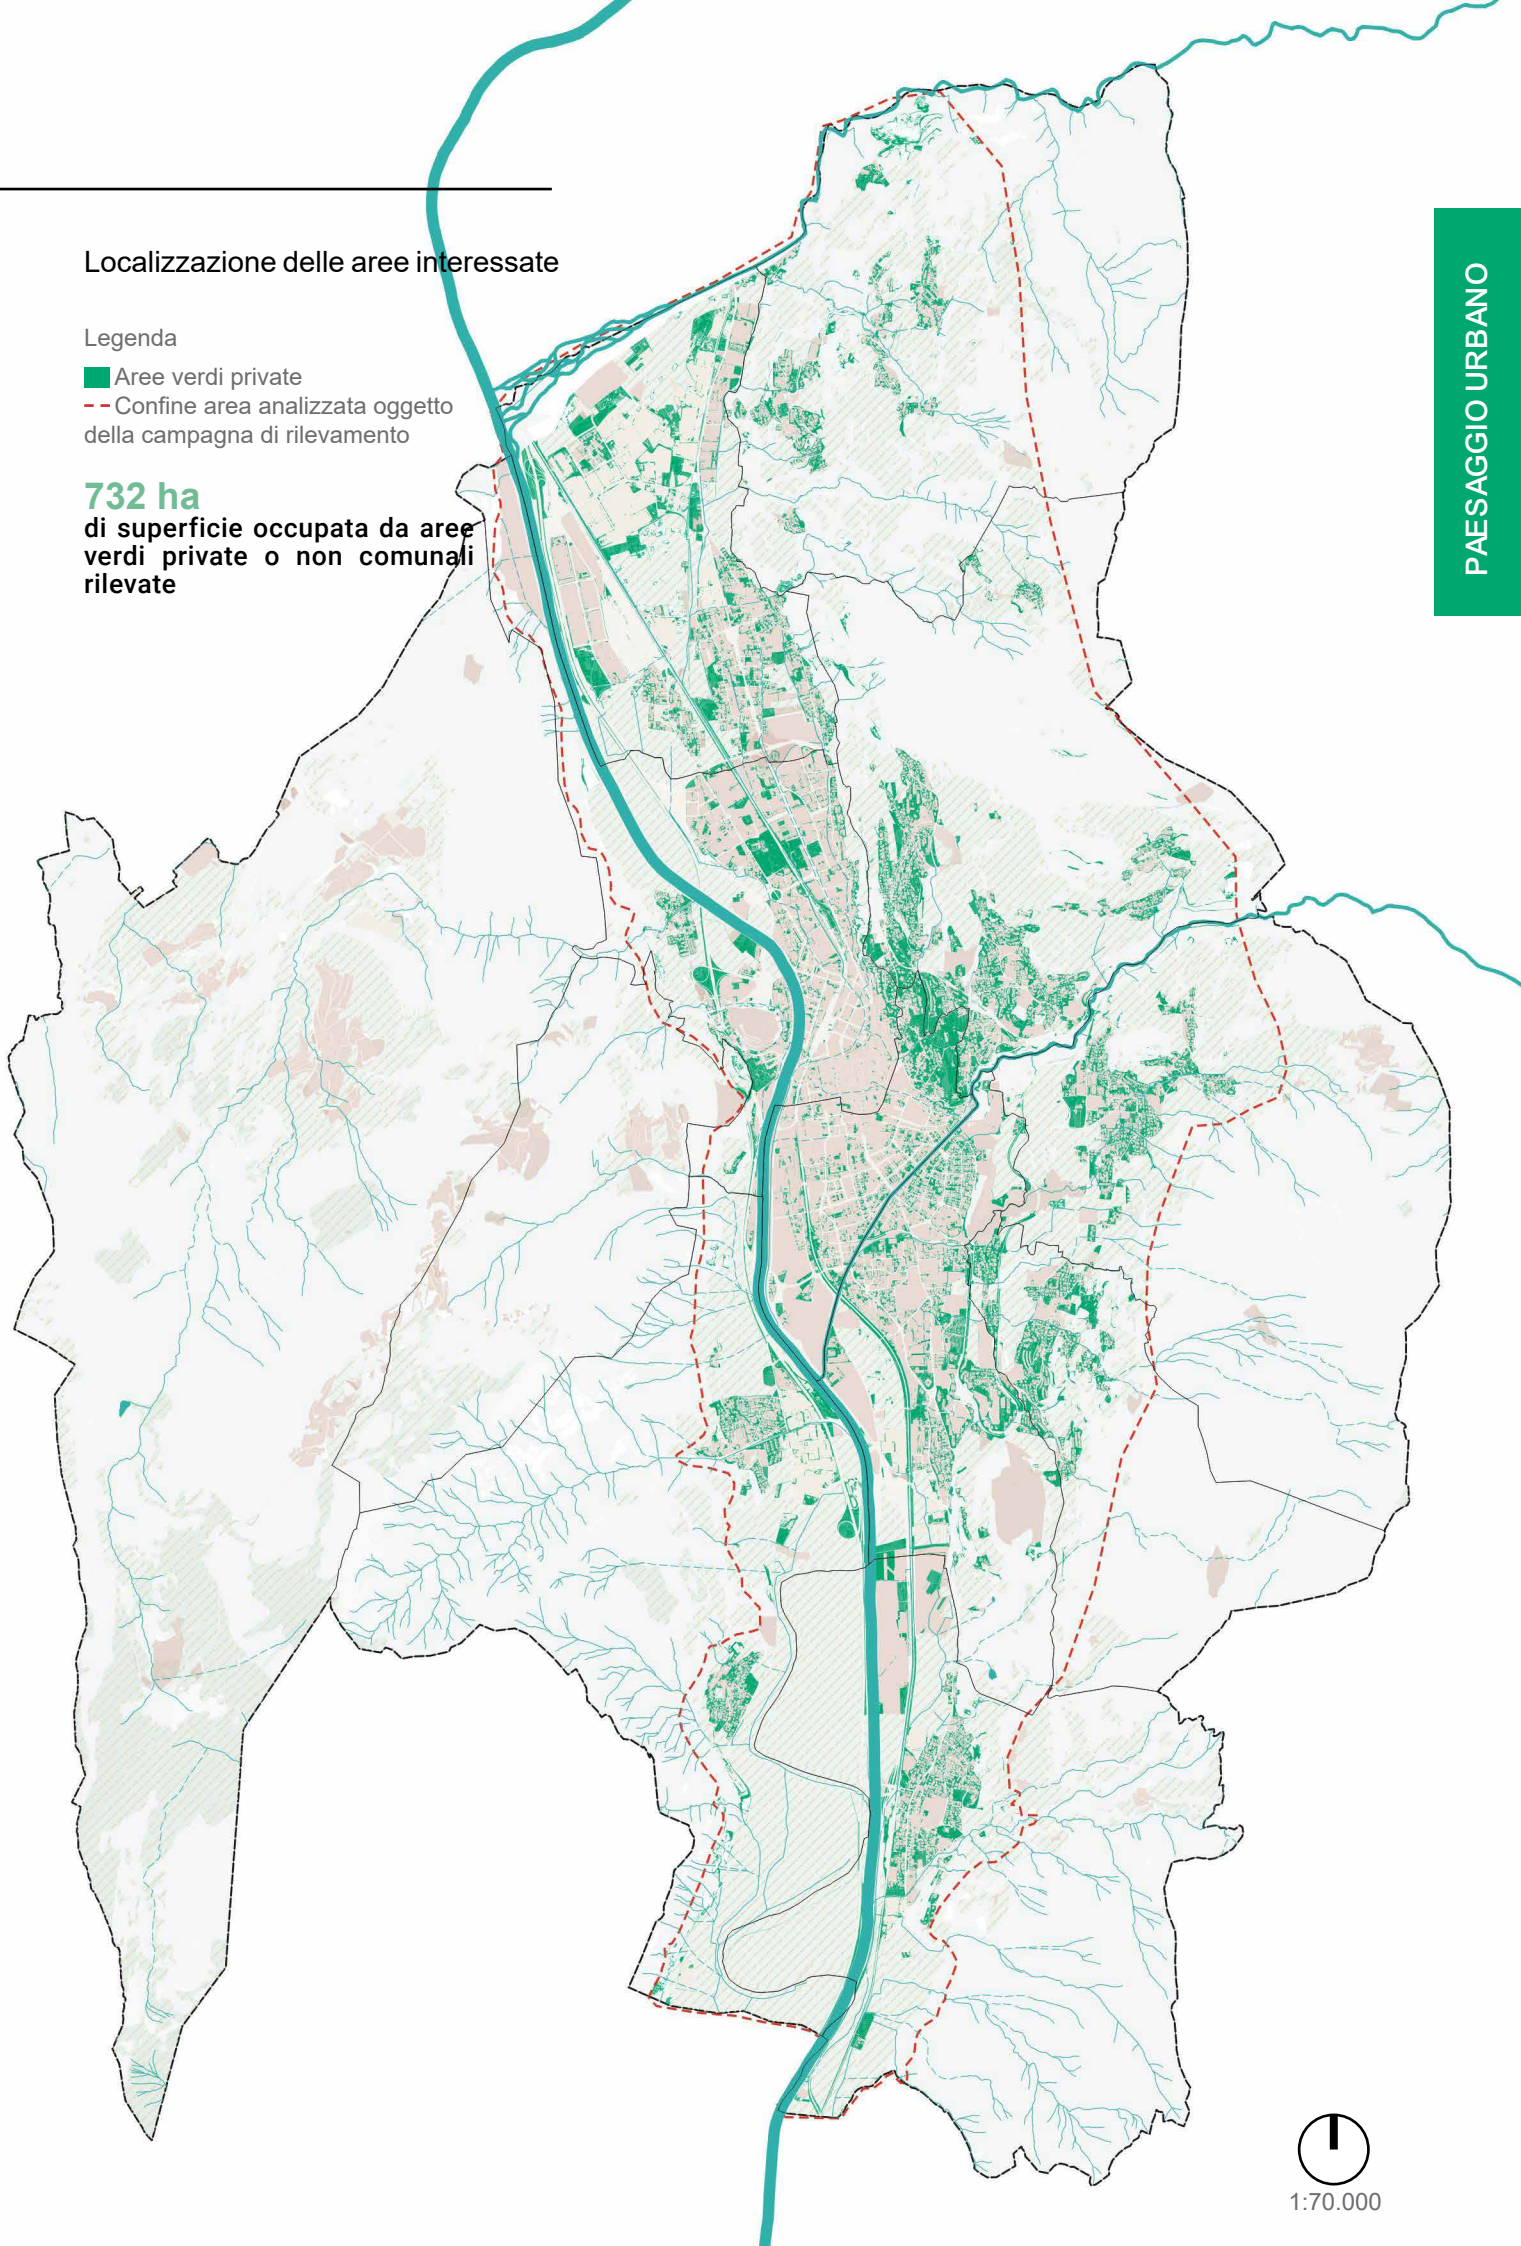 Localizzazione delle aree interessate
PAESAGGIO URBANO
Legenda
Aree verdi private
Confine area analizzata oggetto
della campagna di rilevamento
732 ha
di superficie occupata da aree
verdi private o non comunali
rilevate
1:70.000